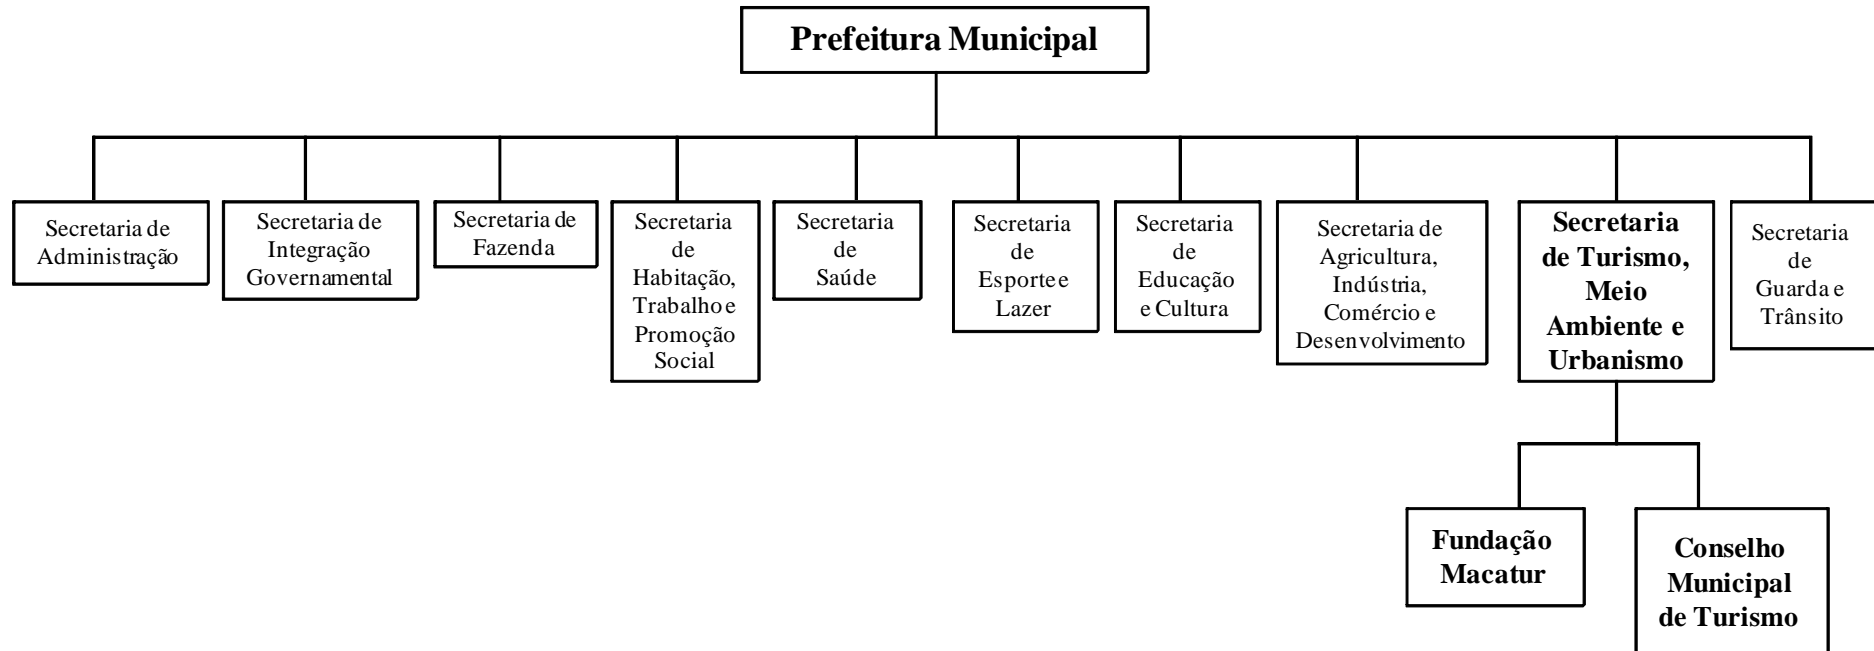 Prefeitura Municipal
Secretaria de
Administração
Secretaria de
Integração
Governamental
Secretaria de
Fazenda
Secretaria
de
Habitação,
Trabalho e
Promoção
Social
Secretaria
de
Saúde
Secretaria
de
Esporte e
Lazer
Secretaria
de
Educação
e Cultura
Secretaria de
Agricultura,
Indústria,
Comércio e
Desenvolvimento
Secretaria
de Turismo,
Meio
Ambiente e
Urbanismo
Secretaria
de
Guarda e
Trânsito
Fundação
Macatur
Conselho
Municipal
de Turismo